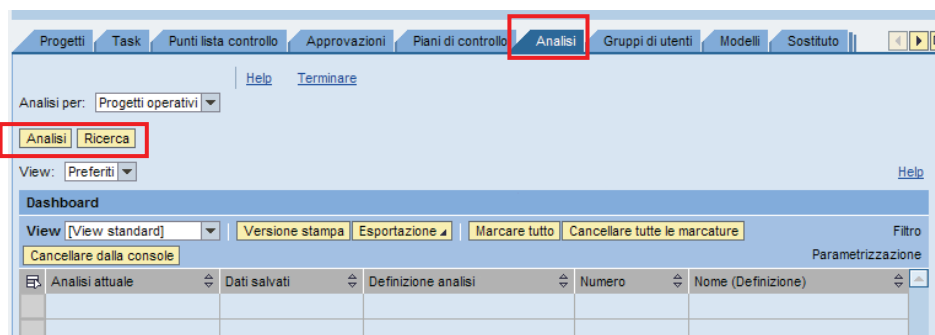 Progetti Task Punti lista controllo Approvazioni Piani di controllo Analisi Gruppi di utenti Modelli Sostituto
Help Terminare
Analisi per: Progetti operativi
Analisi Ricerca
View: Preferiti Help
Dashboard
View [View standard] Versione stampa Esportazione Marcare tutto Cancellare tutte le marcature Filtro
Cancellare dalla console Parametrizzazione
Analisi attuale Dati salvati Definizione analisi Numero Nome (Definizione)